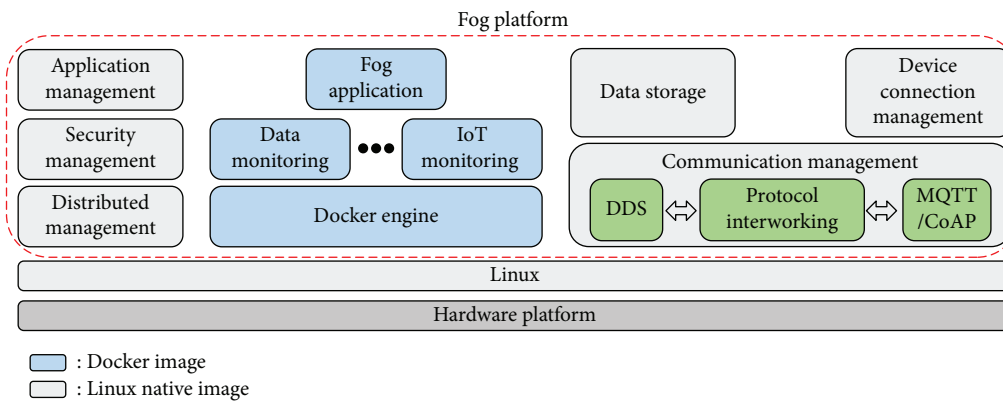 Fog platform
Application
management
Security
management
Distributed
management
Fog
application
Data
monitoring
IoT
monitoring
Docker engine
Data storage
Device
connection
management
Communication management
DDS
Protocol
interworking
MQTT
/CoAP
Linux
Hardware platform
: Docker image
: Linux native image